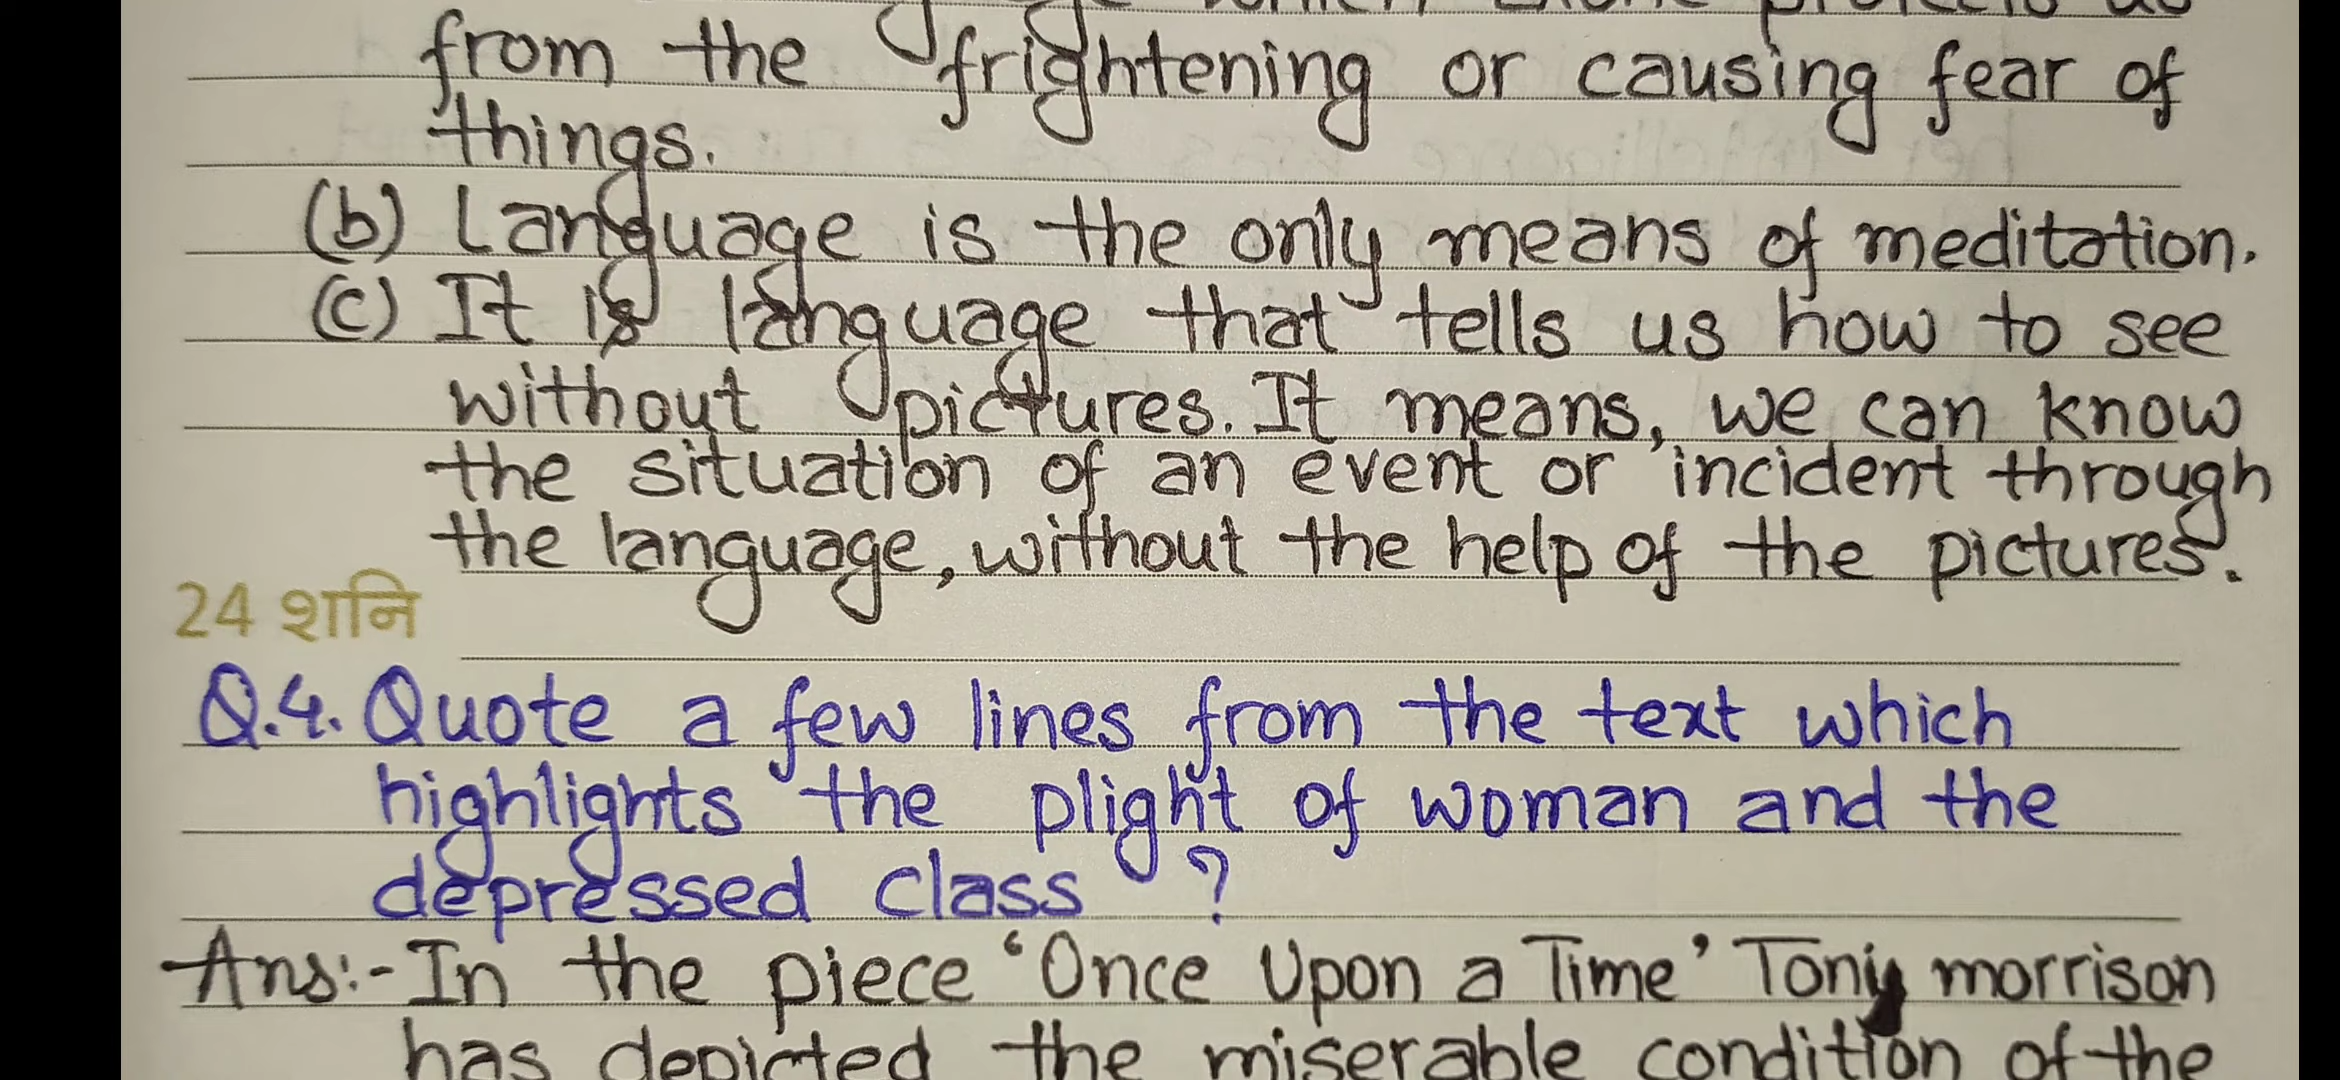 from the frightening or causing fear of
things.
(b) Language is the only means of meditation.
(c) It is language that tells us how to see
without pictures. It means, we can know
the situation of an event or incident through
the language, without the help of the pictures.
24 शनि
Q.4. Quote a few lines from the text which
highlights the plight of woman and the
depressed class ?
Ans:- In the piece ‘Once Upon a Time’ Tony morrison
has depicted the miserable condition of the